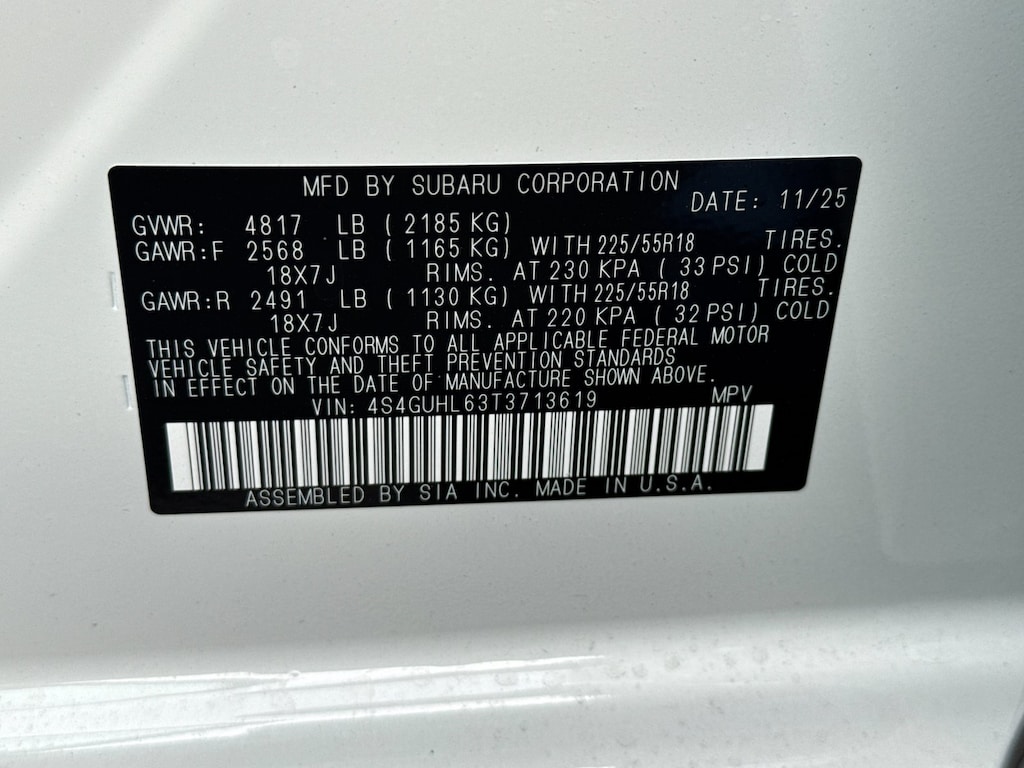 MFD BY SUBARU CORPORATION DATE: 11/25
GVWR: 4817 LB ( 2185 KG)
GAWR:F 2568 LB ( 1165 KG) WITH 225/55R18 TIRES.
18X7J RIMS. AT 230 KPA ( 33 PSI) COLD
GAWR:R 2491 LB ( 1130 KG) WITH 225/55R18 TIRES.
18X7J RIMS. AT 220 KPA ( 32 PSI) COLD
THIS VEHICLE CONFORMS TO ALL APPLICABLE FEDERAL MOTOR
VEHICLE SAFETY AND THEFT PREVENTION STANDARDS
IN EFFECT ON THE DATE OF MANUFACTURE SHOWN ABOVE.
VIN: 4S4GUHL63T3713619 MPV
ASSEMBLED BY SIA INC. MADE IN U.S.A.